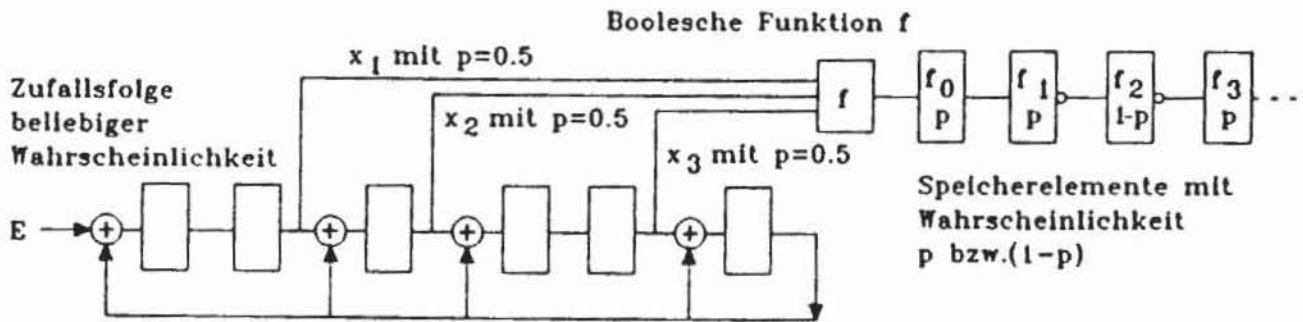 Boolesche Funktion f
x1 mit p=0.5
Zufallsfolge
beliebiger
Wahrscheinlichkeit
x2 mit p=0.5
x3 mit p=0.5
f
f0
p
f1
p
f2
1-p
f3
p
Speicherelemente mit
Wahrscheinlichkeit
p bzw.(1-p)
E